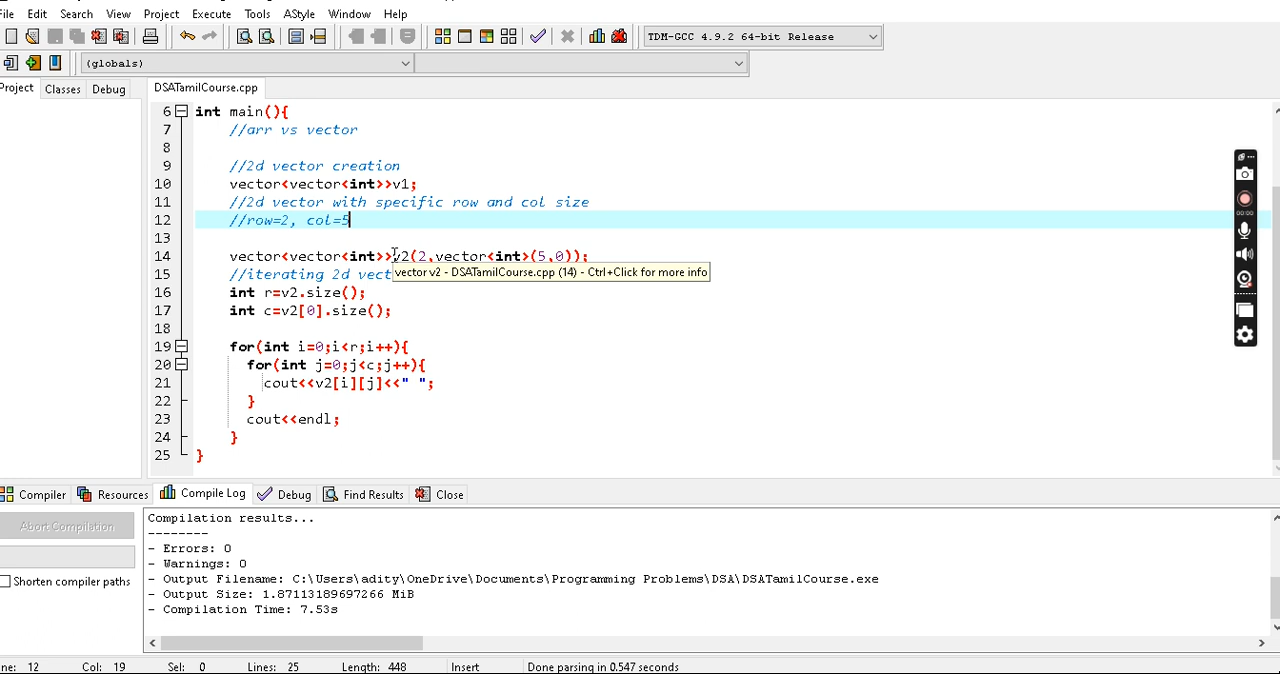 File Edit Search View Project Execute Tools AStyle Window Help
TDM-GCC 4.9.2 64-bit Release
(globals)
Project Classes Debug DSATamilCourse.cpp
6 int main(){
7 //arr vs vector
8
9 //2d vector creation
10 vector<vector<int>>v1;
11 //2d vector with specific row and col size
12 //row=2, col=5
13
14 vector<vector<int>>v2(2,vector<int>(5,0));
vector v2 - DSATamilCourse.cpp (14) - Ctrl+Click for more info
15 //iterating 2d vect
16 int r=v2.size();
17 int c=v2[0].size();
18
19 for(int i=0;i<r;i++){
20 for(int j=0;j<c;j++){
21 cout<<v2[i][j]<<" ";
22 }
23 cout<<endl;
24 }
25 }
00:00
Compiler Resources Compile Log Debug Find Results Close
Abort Compilation
Shorten compiler paths
Compilation results...
--------
- Errors: 0
- Warnings: 0
- Output Filename: C:\Users\adity\OneDrive\Documents\Programming Problems\DSA\DSATamilCourse.exe
- Output Size: 1.87113189697266 MiB
- Compilation Time: 7.53s
ne: 12 Col: 19 Sel: 0 Lines: 25 Length: 448 Insert Done parsing in 0.547 seconds